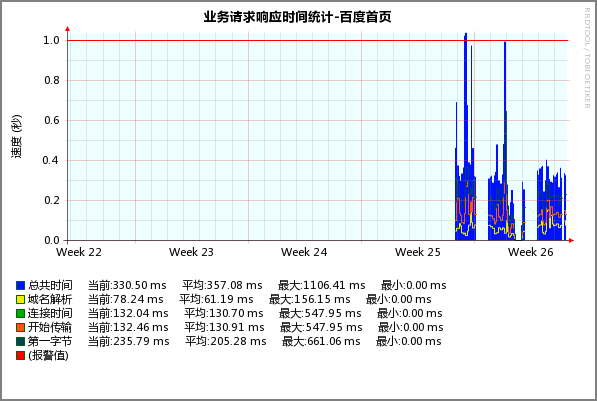 业务请求响应时间统计-百度首页
RRDTOOL / TOBI OETIKER
速度 (秒)
1.0
0.8
0.6
0.4
0.2
0.0
Week 22 Week 23 Week 24 Week 25 Week 26
总共时间 当前:330.50 ms 平均:357.08 ms 最大:1106.41 ms 最小:0.00 ms
域名解析 当前:78.24 ms 平均:61.19 ms 最大:156.15 ms 最小:0.00 ms
连接时间 当前:132.04 ms 平均:130.70 ms 最大:547.95 ms 最小:0.00 ms
开始传输 当前:132.46 ms 平均:130.91 ms 最大:547.95 ms 最小:0.00 ms
第一字节 当前:235.79 ms 平均:205.28 ms 最大:661.06 ms 最小:0.00 ms
(报警值)